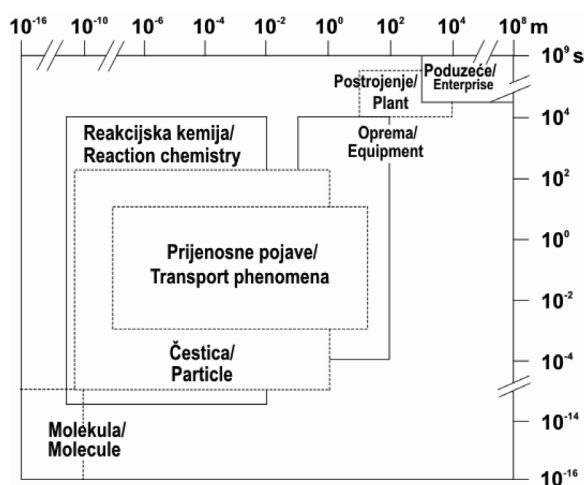 10⁻¹⁶ 10⁻¹⁰ 10⁻⁶ 10⁻⁴ 10⁻² 10⁰ 10² 10⁴ 10⁸ m
10⁹ s
Postrojenje/
Plant
Poduzeće/
Enterprise
10⁴
Reakcijska kemija/
Reaction chemistry
Oprema/
Equipment
10²
10⁰
Prijenosne pojave/
Transport phenomena
10⁻²
Čestica/
Particle
10⁻⁴
10⁻¹⁴
Molekula/
Molecule
10⁻¹⁶